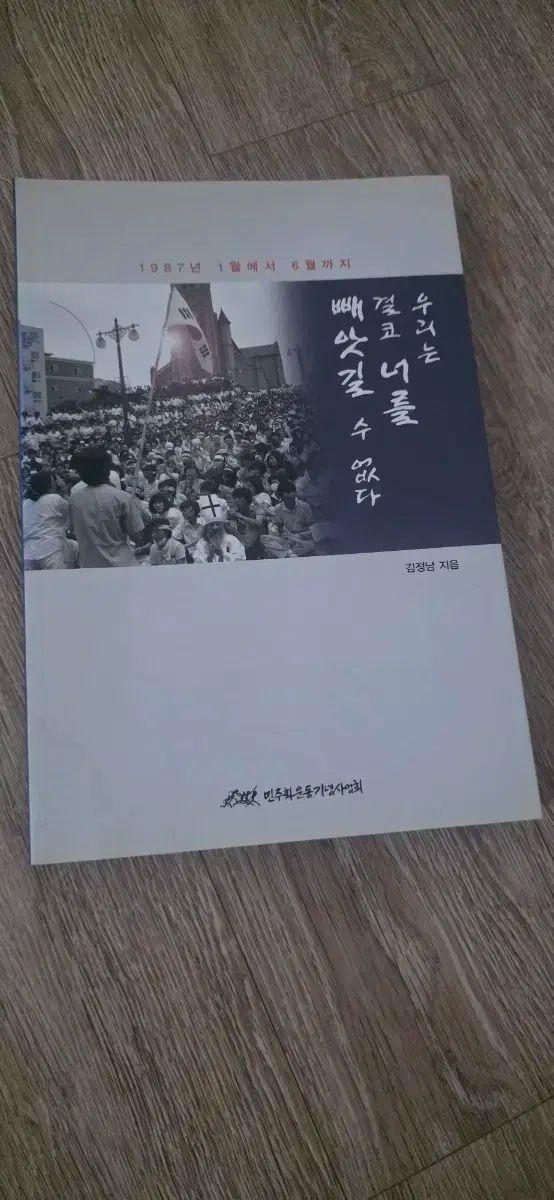 1987년 1월에서 6월까지
우리는
결코 너를
빼앗길 수 없다
김정남 지음
민주화운동기념사업회